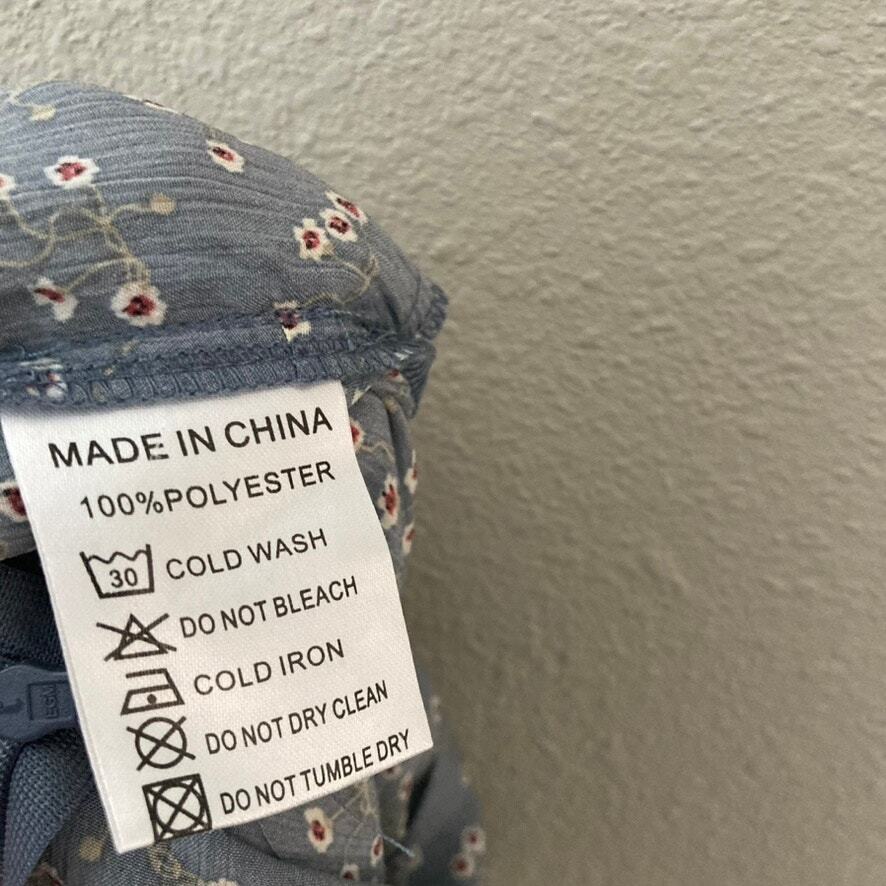 MADE IN CHINA
100%POLYESTER
30 COLD WASH
DO NOT BLEACH
COLD IRON
DO NOT DRY CLEAN
DO NOT TUMBLE DRY